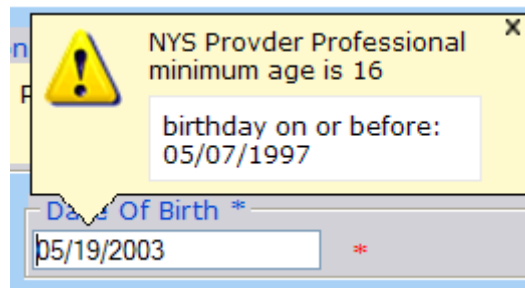 NYS Provder Professional
minimum age is 16
birthday on or before:
05/07/1997
Date Of Birth *
05/19/2003 *